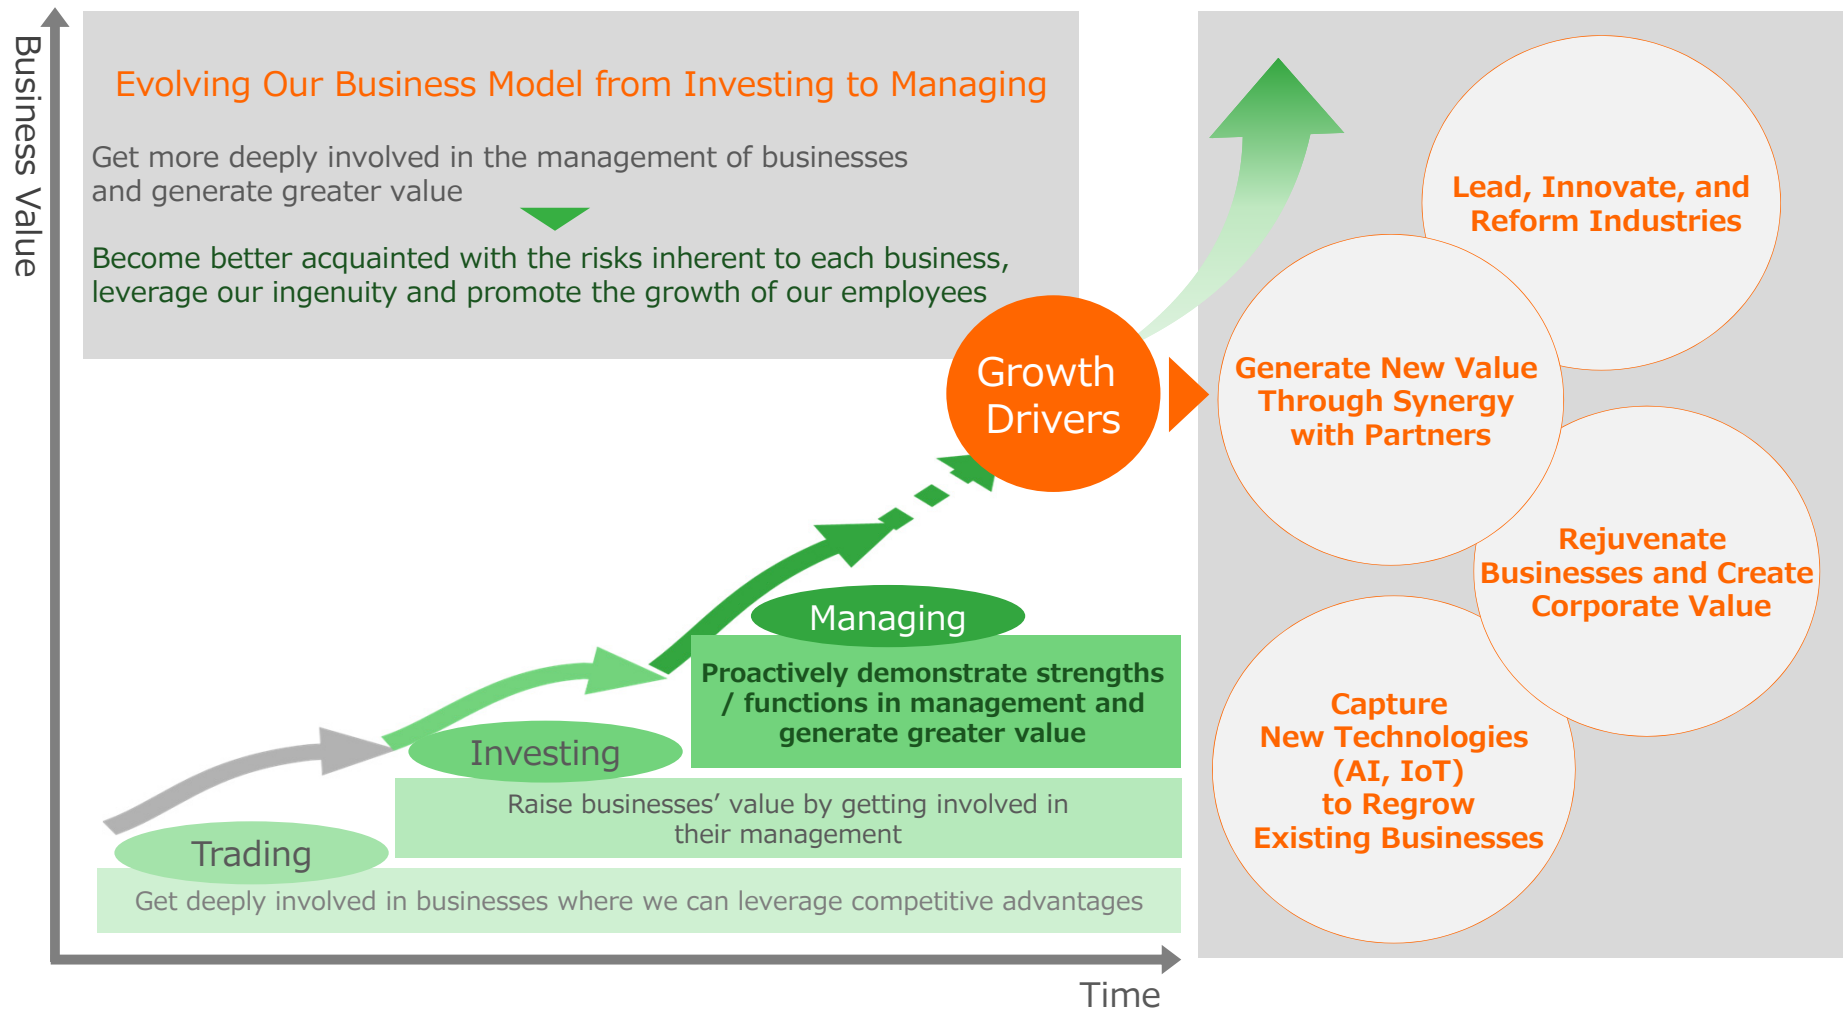 Business Value
Evolving Our Business Model from Investing to Managing
Get more deeply involved in the management of businesses
and generate greater value
Become better acquainted with the risks inherent to each business,
leverage our ingenuity and promote the growth of our employees
Growth
Drivers
Managing
Proactively demonstrate strengths
/ functions in management and
generate greater value
Investing
Raise businesses’ value by getting involved in
their management
Trading
Get deeply involved in businesses where we can leverage competitive advantages
Time
Lead, Innovate, and
Reform Industries
Generate New Value
Through Synergy
with Partners
Rejuvenate
Businesses and Create
Corporate Value
Capture
New Technologies
(AI, IoT)
to Regrow
Existing Businesses